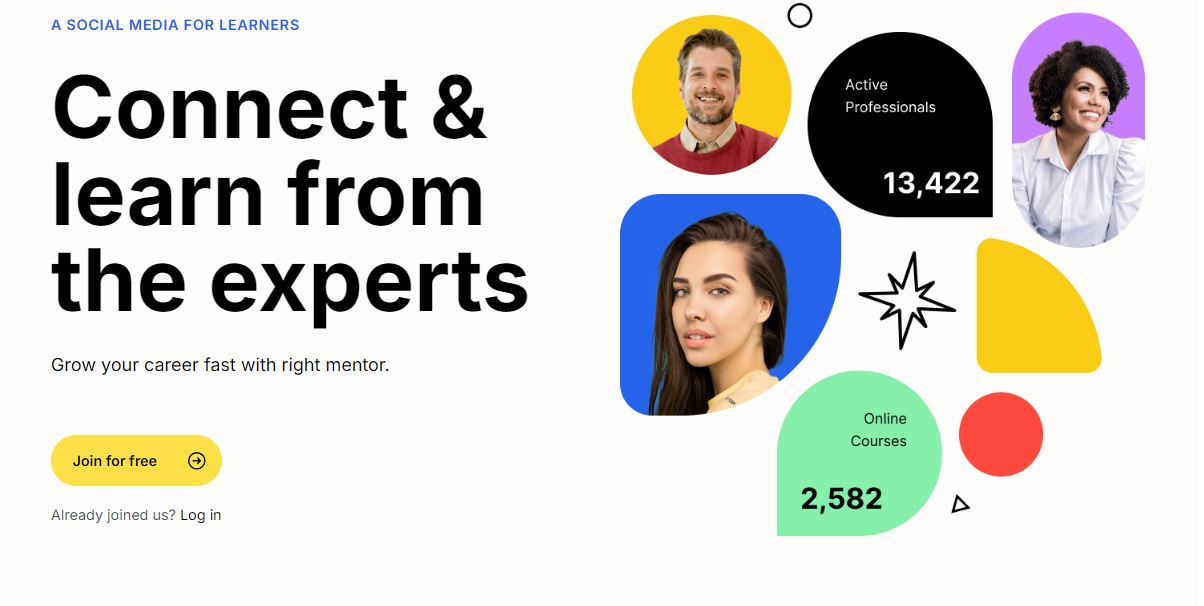 A SOCIAL MEDIA FOR LEARNERS
Connect &
learn from
the experts
Grow your career fast with right mentor.
Join for free
Already joined us? Log in
Active
Professionals
13,422
Online
Courses
2,582